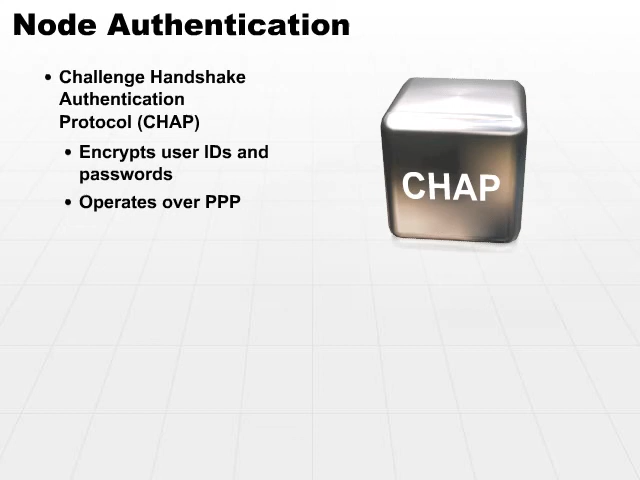 Node Authentication
• Challenge Handshake
Authentication
Protocol (CHAP)
• Encrypts user IDs and
passwords
• Operates over PPP
CHAP